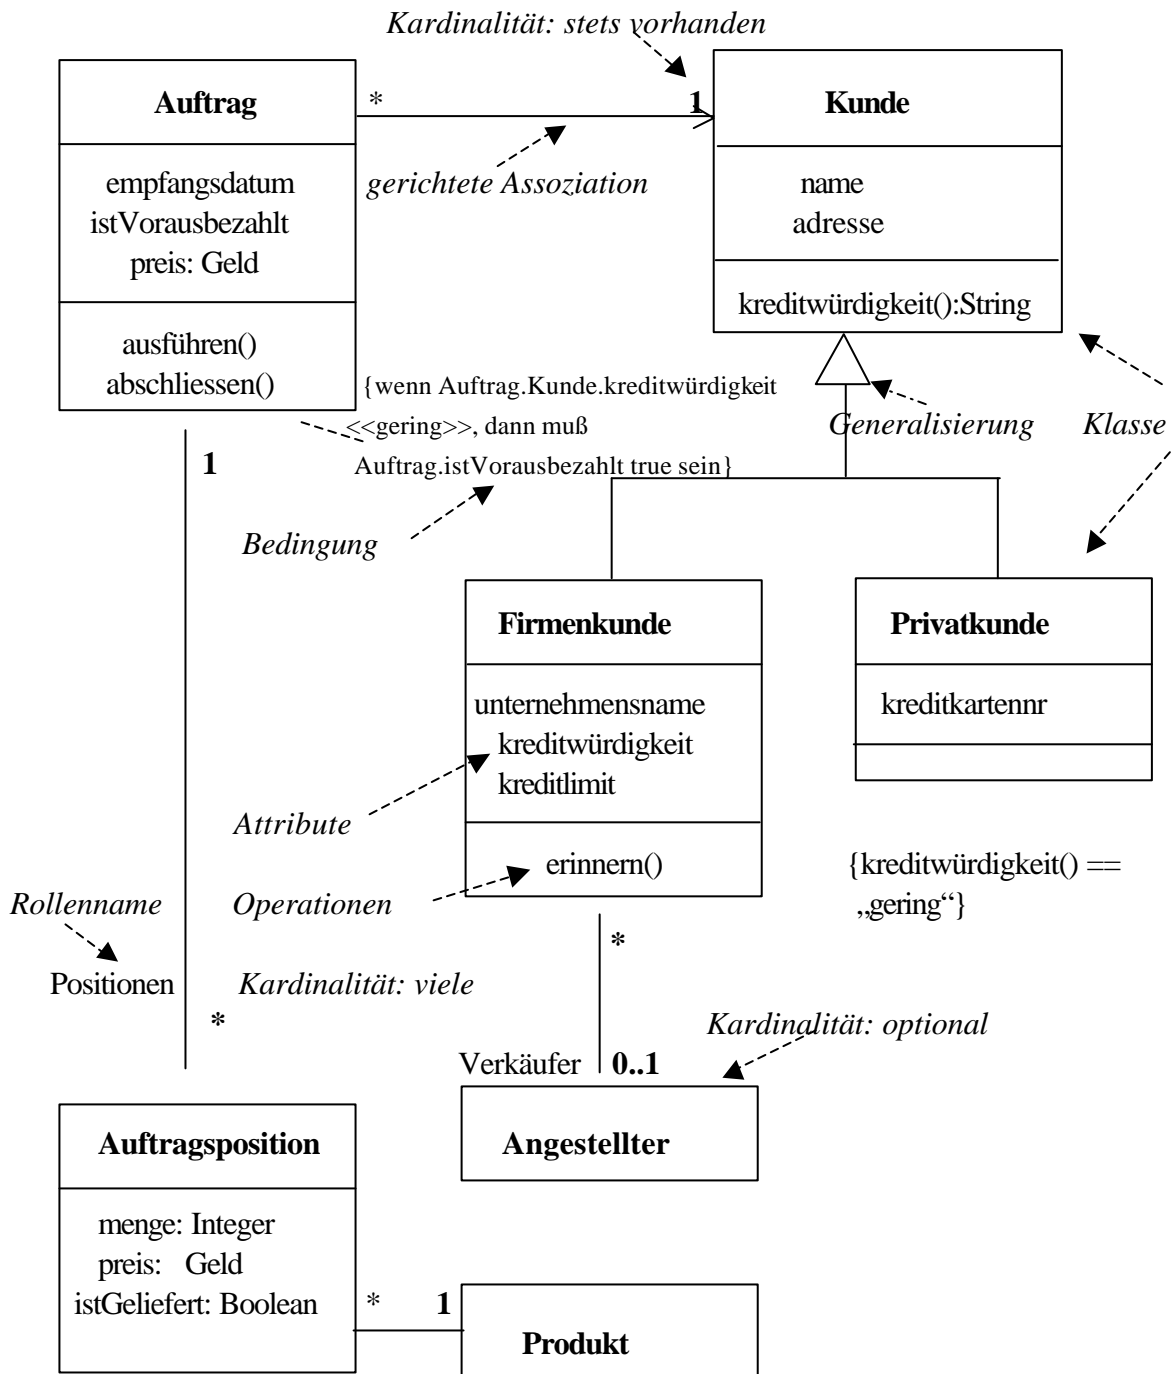 Kardinalität: stets vorhanden
Auftrag
*
1
Kunde
empfangsdatum
istVorausbezahlt
preis: Geld
gerichtete Assoziation
name
adresse
kreditwürdigkeit():String
ausführen()
abschliessen()
{wenn Auftrag.Kunde.kreditwürdigkeit
<<gering>>, dann muß
Auftrag.istVorausbezahlt true sein}
Generalisierung
Klasse
1
Bedingung
Firmenkunde
Privatkunde
unternehmensname
kreditwürdigkeit
kreditlimit
kreditkartennr
Attribute
erinnern()
Operationen
{kreditwürdigkeit() ==
„gering“}
Rollenname
Positionen
*
Kardinalität: viele
*
Kardinalität: optional
Verkäufer
0..1
Auftragsposition
Angestellter
menge: Integer
preis: Geld
istGeliefert: Boolean
*
1
Produkt